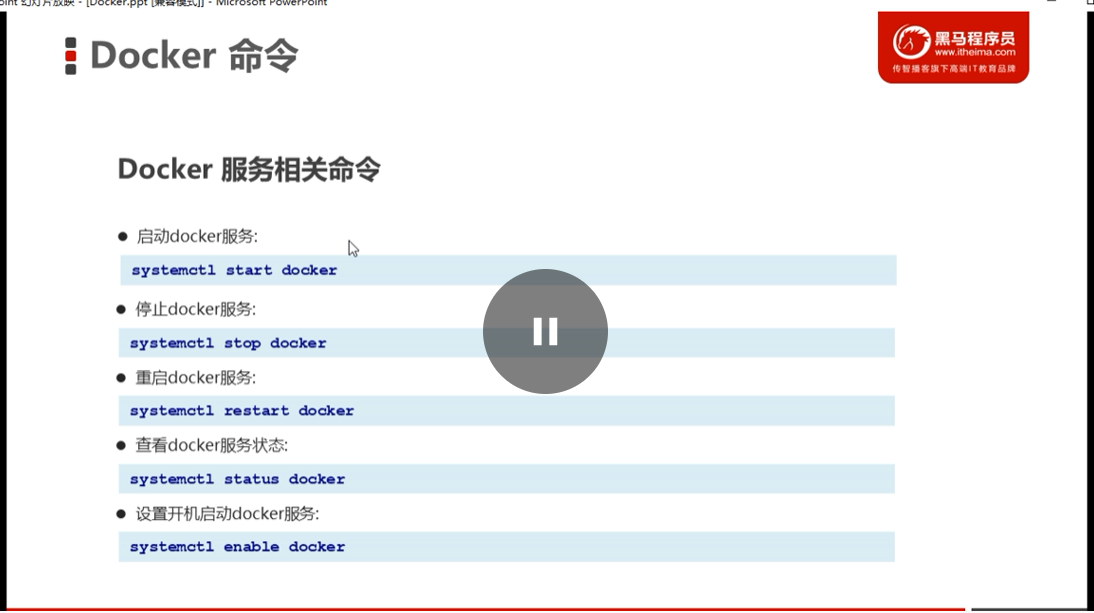 oint 幻灯片放映 - [Docker.ppt [兼容模式]] - Microsoft PowerPoint
Docker 命令
黑马程序员
www.itheima.com
传智播客旗下高端IT教育品牌
Docker 服务相关命令
● 启动docker服务:
systemctl start docker
● 停止docker服务:
systemctl stop docker
● 重启docker服务:
systemctl restart docker
● 查看docker服务状态:
systemctl status docker
● 设置开机启动docker服务:
systemctl enable docker